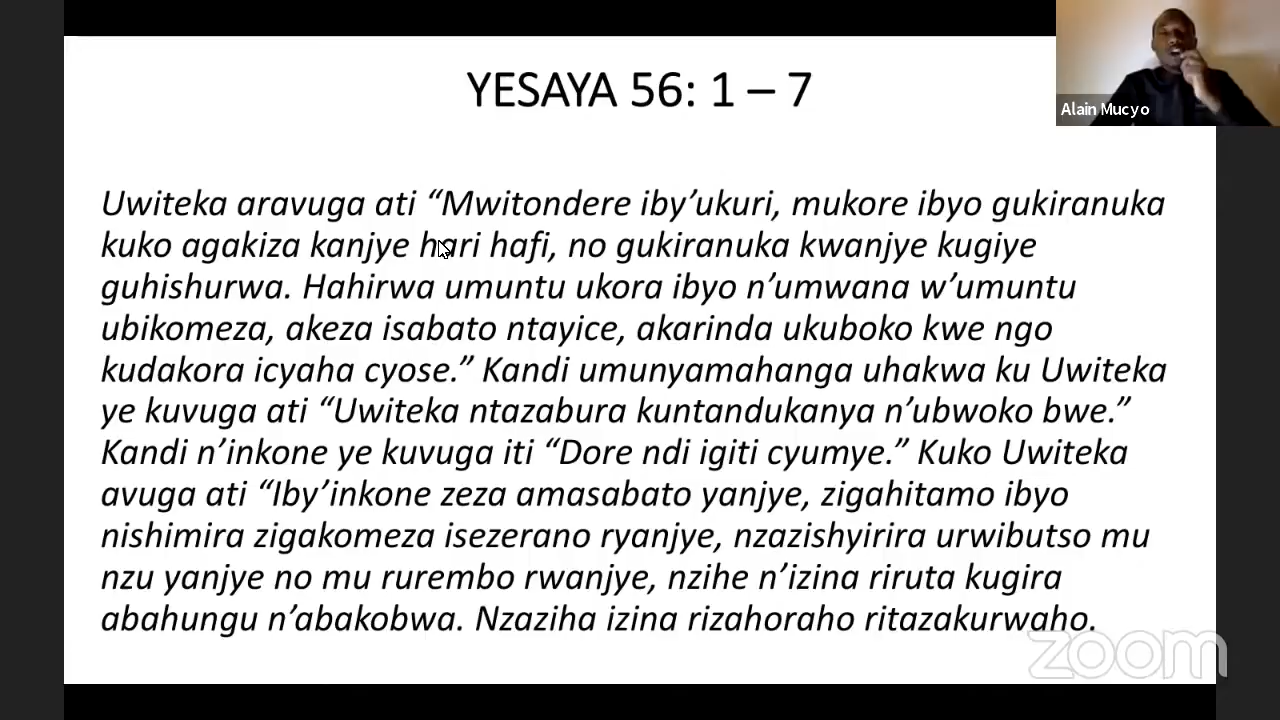 YESAYA 56: 1 – 7
Alain Mucyo
Uwiteka aravuga ati “Mwitondere iby’ukuri, mukore ibyo gukiranuka
kuko agakiza kanjye hari hafi, no gukiranuka kwanjye kugiye
guhishurwa. Hahirwa umuntu ukora ibyo n’umwana w’umuntu
ubikomeza, akeza isabato ntayice, akarinda ukuboko kwe ngo
kudakora icyaha cyose.” Kandi umunyamahanga uhakwa ku Uwiteka
ye kuvuga ati “Uwiteka ntazabura kuntandukanya n’ubwoko bwe.”
Kandi n’inkone ye kuvuga iti “Dore ndi igiti cyumye.” Kuko Uwiteka
avuga ati “Iby’inkone zeza amasabato yanjye, zigahitamo ibyo
nishimira zigakomeza isezerano ryanjye, nzazishyirira urwibutso mu
nzu yanjye no mu rurembo rwanjye, nzihe n’izina riruta kugira
abahungu n’abakobwa. Nzaziha izina rizahoraho ritazakurwaho.
zoom